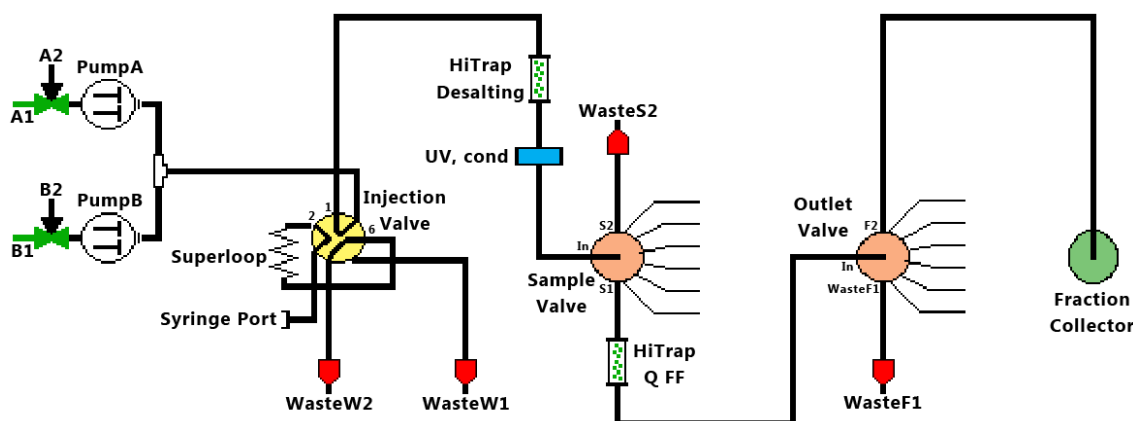 A2
PumpA
A1
B2
PumpB
B1
HiTrap
Desalting
WasteS2
UV, cond
Injection
Valve
2
1
6
Superloop
Syringe Port
WasteW2
WasteW1
S2
In
S1
Sample
Valve
HiTrap
Q FF
Outlet
Valve
F2
In
WasteF1
WasteF1
Fraction
Collector